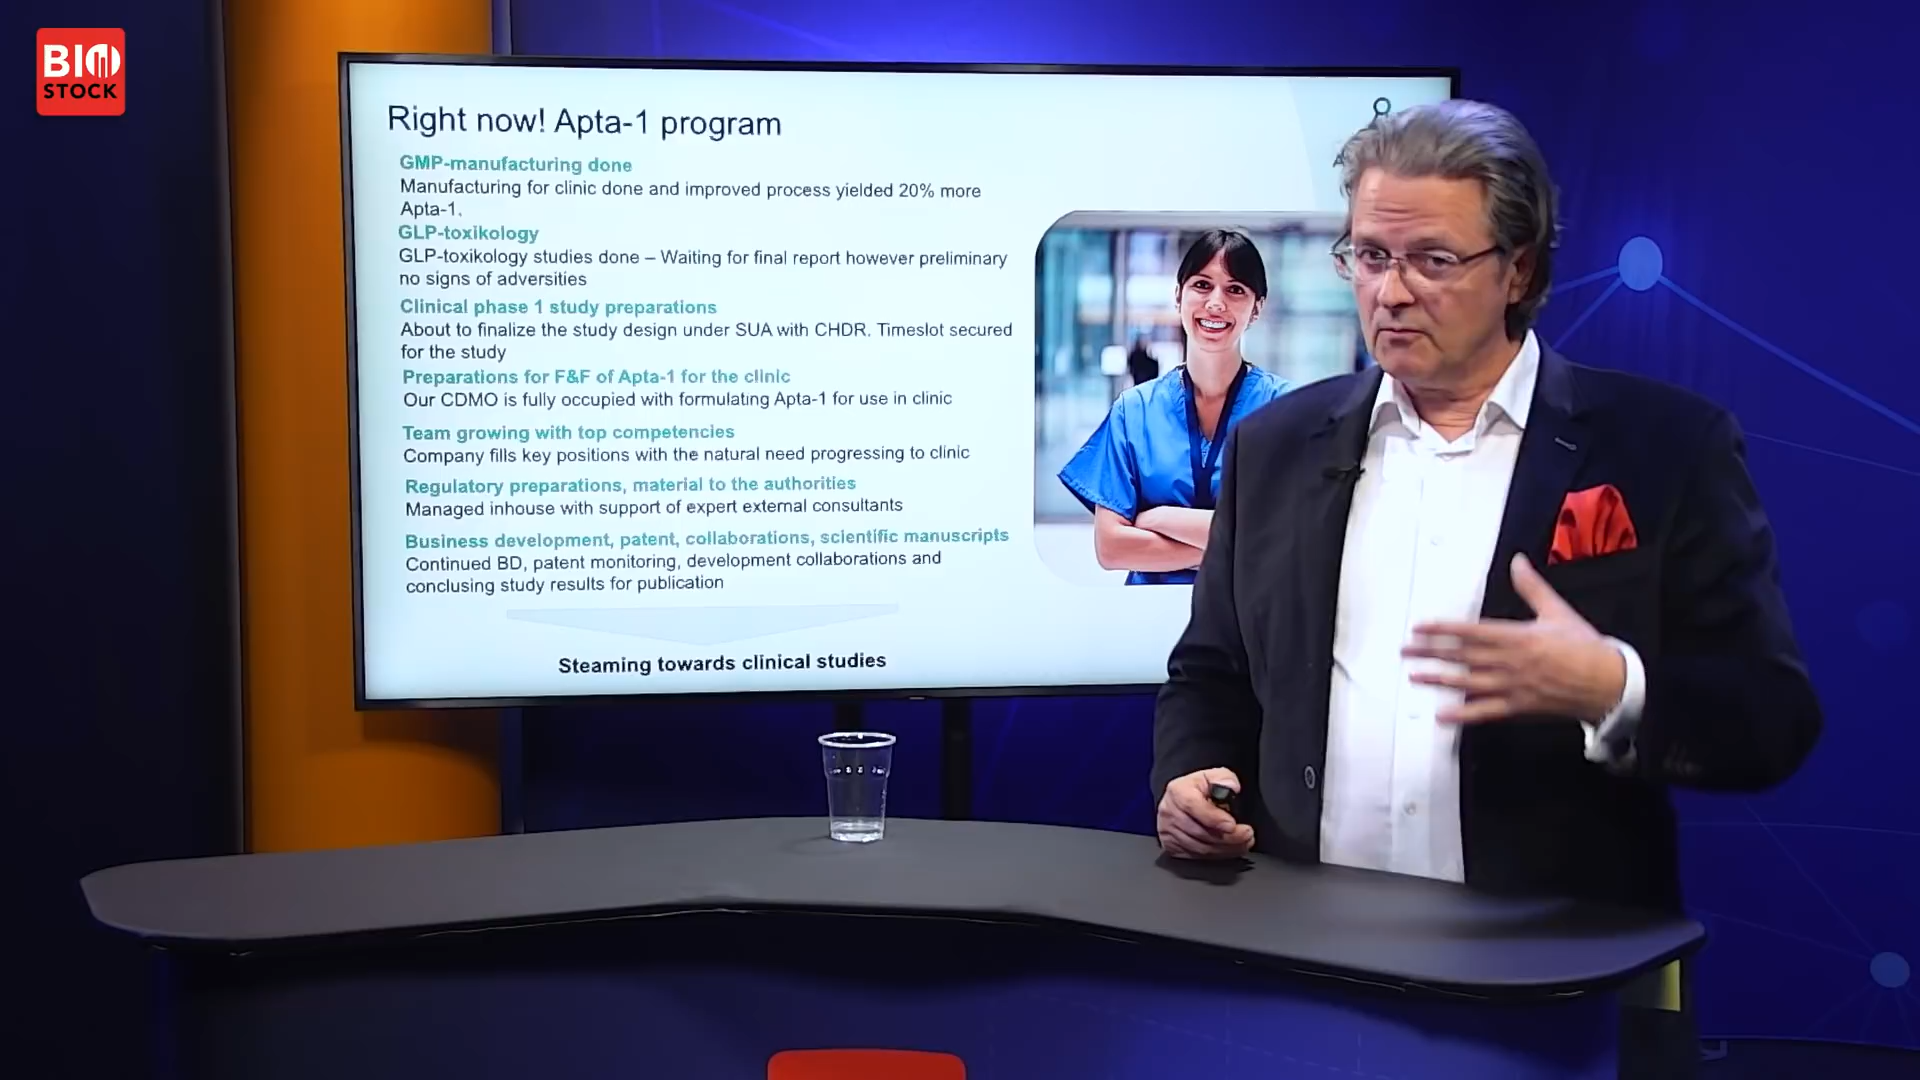 BIO
STOCK
Right now! Apta-1 program
GMP-manufacturing done
Manufacturing for clinic done and improved process yielded 20% more
Apta-1.
GLP-toxikology
GLP-toxikology studies done – Waiting for final report however preliminary
no signs of adversities
Clinical phase 1 study preparations
About to finalize the study design under SUA with CHDR. Timeslot secured
for the study
Preparations for F&F of Apta-1 for the clinic
Our CDMO is fully occupied with formulating Apta-1 for use in clinic
Team growing with top competencies
Company fills key positions with the natural need progressing to clinic
Regulatory preparations, material to the authorities
Managed inhouse with support of expert external consultants
Business development, patent, collaborations, scientific manuscripts
Continued BD, patent monitoring, development collaborations and
conclusing study results for publication
Steaming towards clinical studies